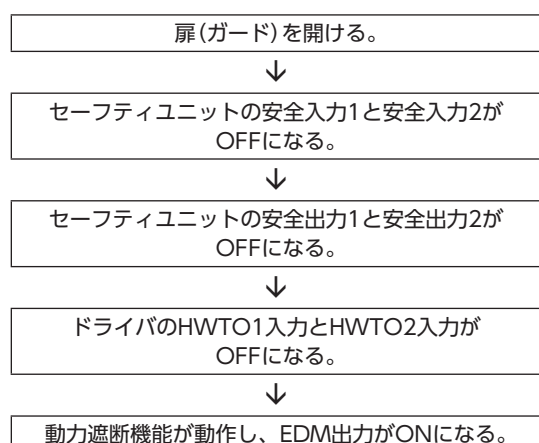 扉(ガード)を開ける。
↓
セーフティユニットの安全入力1と安全入力2が
OFFになる。
↓
セーフティユニットの安全出力1と安全出力2が
OFFになる。
↓
ドライバのHWTO1入力とHWTO2入力が
OFFになる。
↓
動力遮断機能が動作し、EDM出力がONになる。